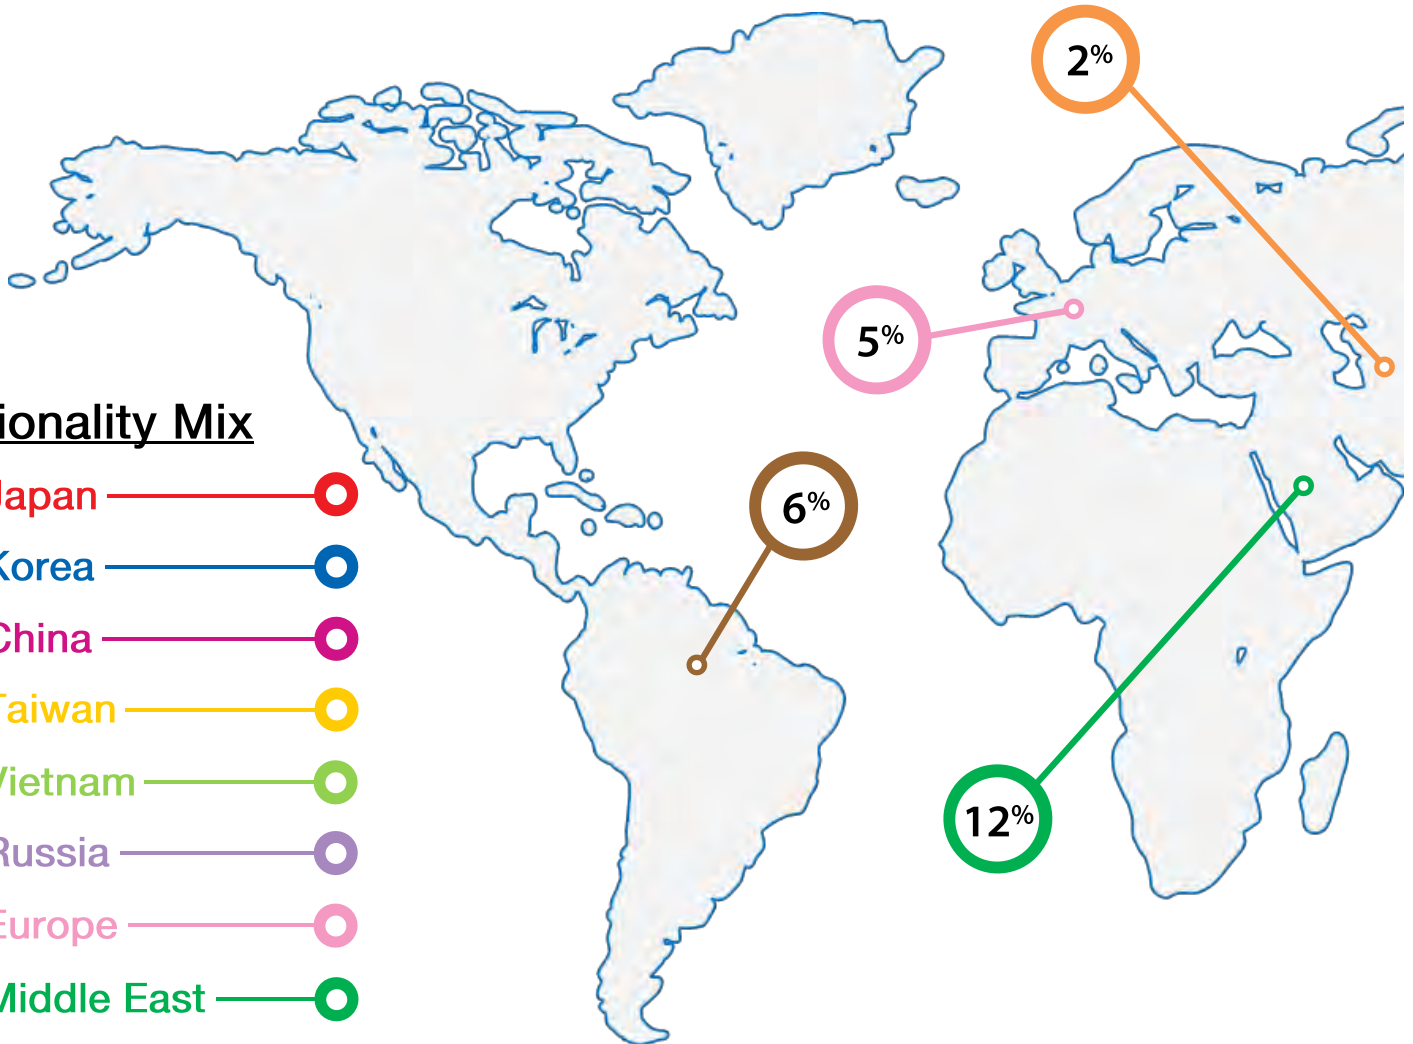 2%
5%
ionality Mix
Japan
6%
Korea
China
Taiwan
Vietnam
12%
Russia
Europe
Middle East